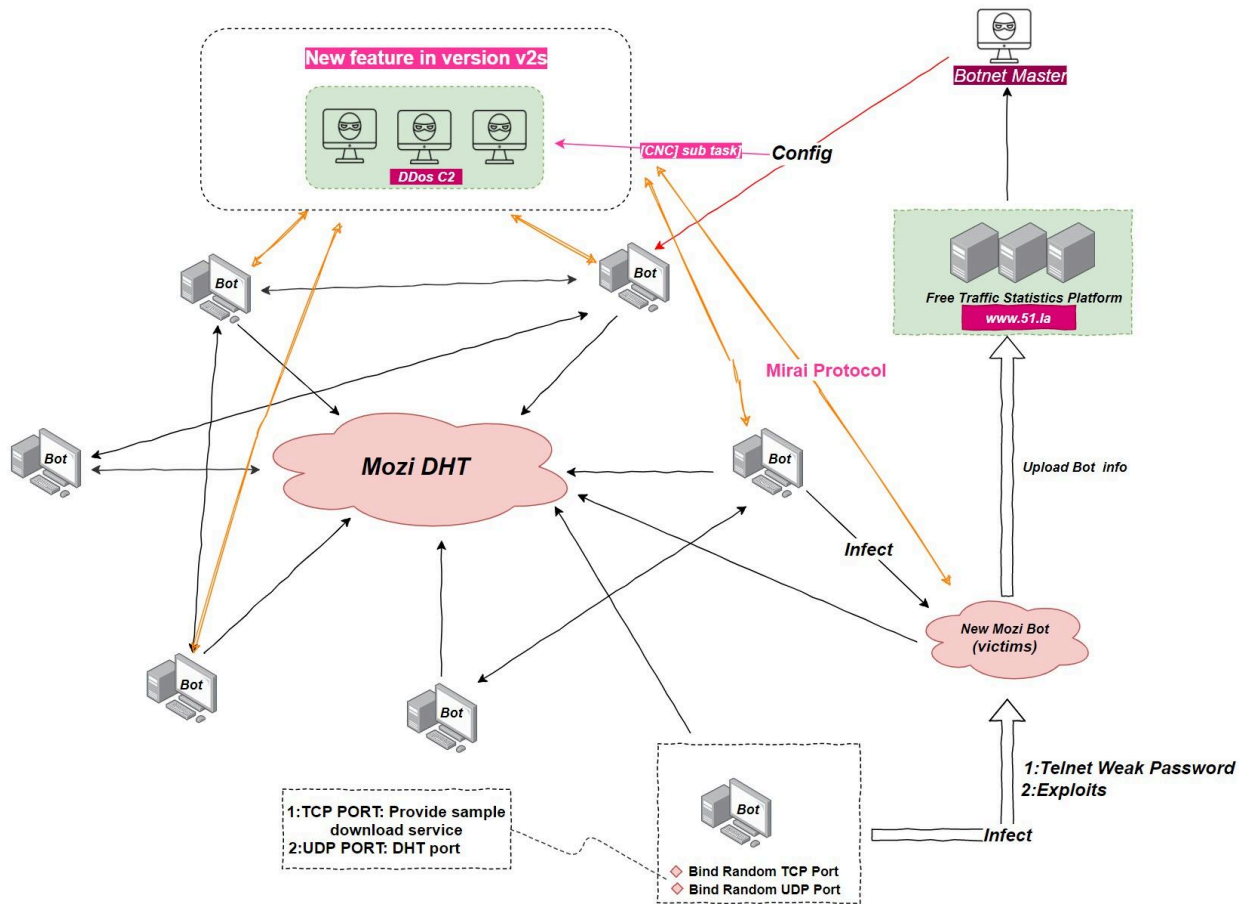 New feature in version v2s
DDos C2
Botnet Master
[CNC] sub task]
Config
Free Traffic Statistics Platform
www.51.la
Bot
Bot
Mirai Protocol
Mozi DHT
Bot
Bot
Upload Bot info
Infect
New Mozi Bot
(victims)
Bot
Bot
1:Telnet Weak Password
2:Exploits
Infect
1:TCP PORT: Provide sample
download service
2:UDP PORT: DHT port
Bot
Bind Random TCP Port
Bind Random UDP Port